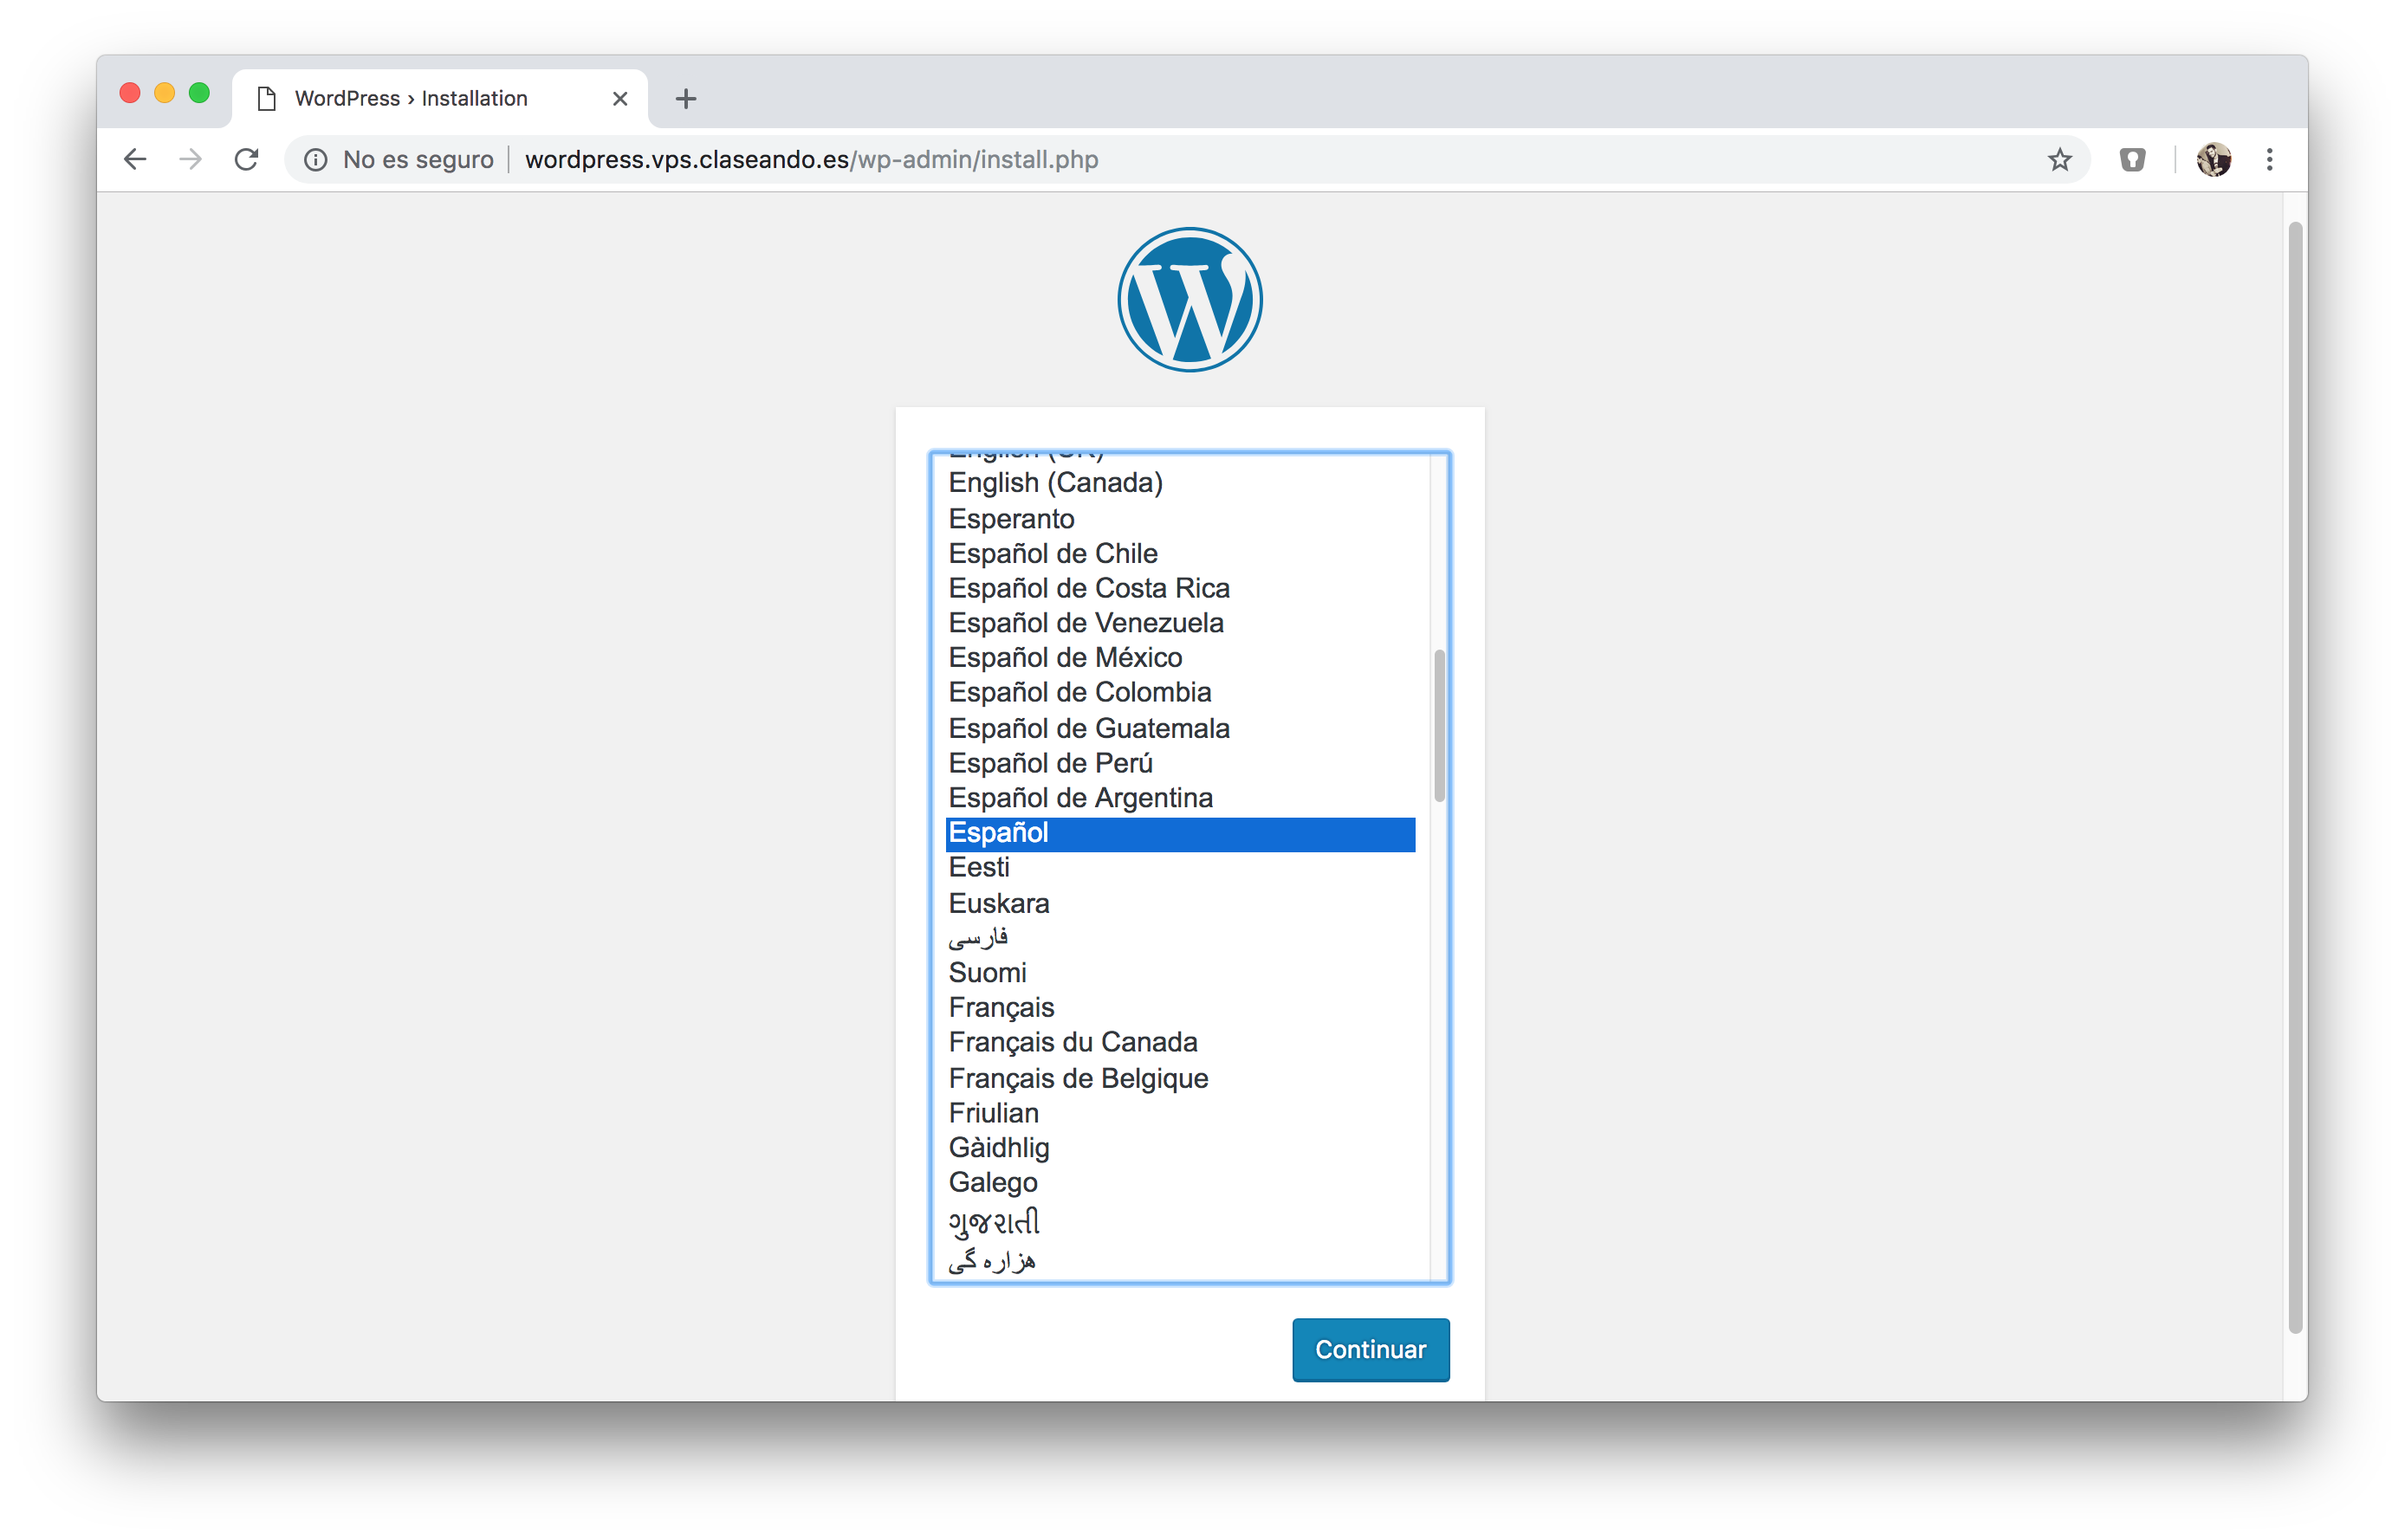 WordPress › Installation
No es seguro wordpress.vps.claseando.es/wp-admin/install.php
English (UK)
English (Canada)
Esperanto
Español de Chile
Español de Costa Rica
Español de Venezuela
Español de México
Español de Colombia
Español de Guatemala
Español de Perú
Español de Argentina
Español
Eesti
Euskara
فارسی
Suomi
Français
Français du Canada
Français de Belgique
Friulian
Gàidhlig
Galego
ગુજરાતી
هزاره گی
Continuar